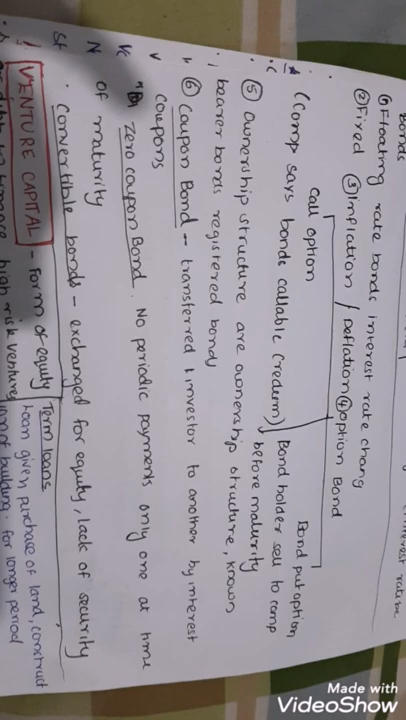 Bonds
① Floating rate bonds interest rate chang
② Fixed ③ Inflation / Deflation ④ option Bond
Call option
Bond put option
(Comp says bonds callable (redem)
Bond holder sell to comp
before maturity
⑤ Ownership structure are ownership structure, known
bearer bonds registered bond
⑥ Coupon Bond - transferred 1 investor to another by interest
coupons
Zero coupon Bond. No periodic payments only one at time
of maturity
Convertible bonds - exchanged for equity, lack of security
VENTURE CAPITAL - Form of equity
high risk ventures
Term loans
loan given purchase of land, construct
of building. for longer period
Made with
VideoShow